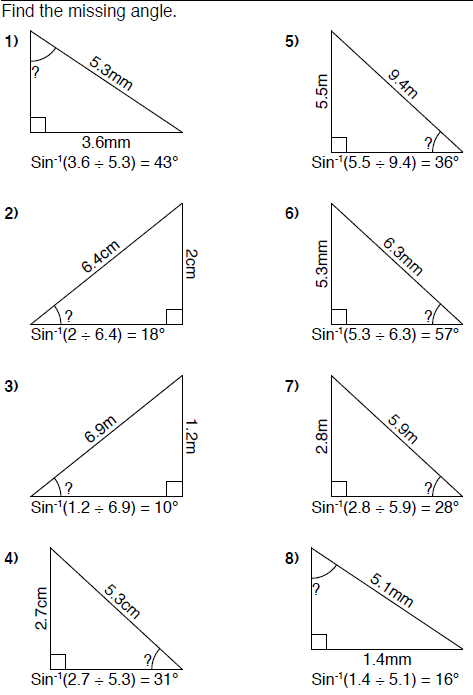 Find the missing angle.
1)
?
5.3mm
3.6mm
Sin⁻¹(3.6 ÷ 5.3) = 43°
2)
6.4cm
2cm
?
Sin⁻¹(2 ÷ 6.4) = 18°
3)
6.9m
1.2m
?
Sin⁻¹(1.2 ÷ 6.9) = 10°
4)
2.7cm
5.3cm
?
Sin⁻¹(2.7 ÷ 5.3) = 31°
5)
5.5m
9.4m
?
Sin⁻¹(5.5 ÷ 9.4) = 36°
6)
5.3mm
6.3mm
?
Sin⁻¹(5.3 ÷ 6.3) = 57°
7)
2.8m
5.9m
?
Sin⁻¹(2.8 ÷ 5.9) = 28°
8)
?
5.1mm
1.4mm
Sin⁻¹(1.4 ÷ 5.1) = 16°